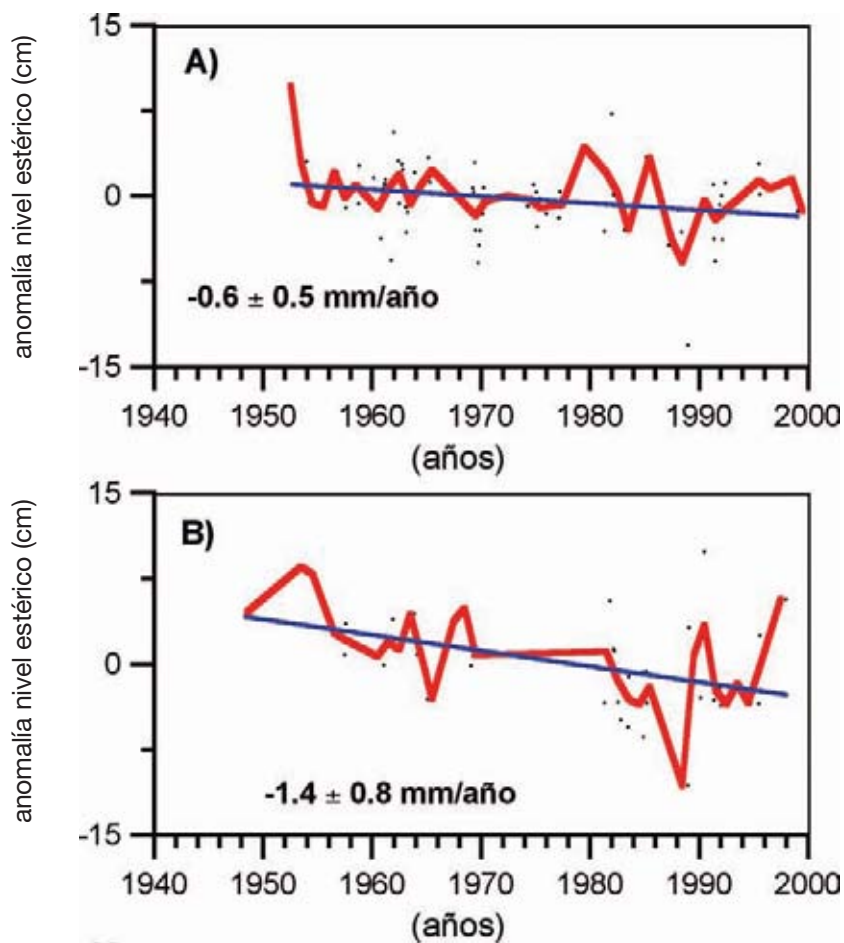 anomalía nivel estérico (cm)
15
0
-15
A)
-0.6 ± 0.5 mm/año
1940 1950 1960 1970 1980 1990 2000
(años)
anomalía nivel estérico (cm)
15
0
-15
B)
-1.4 ± 0.8 mm/año
1940 1950 1960 1970 1980 1990 2000
(años)